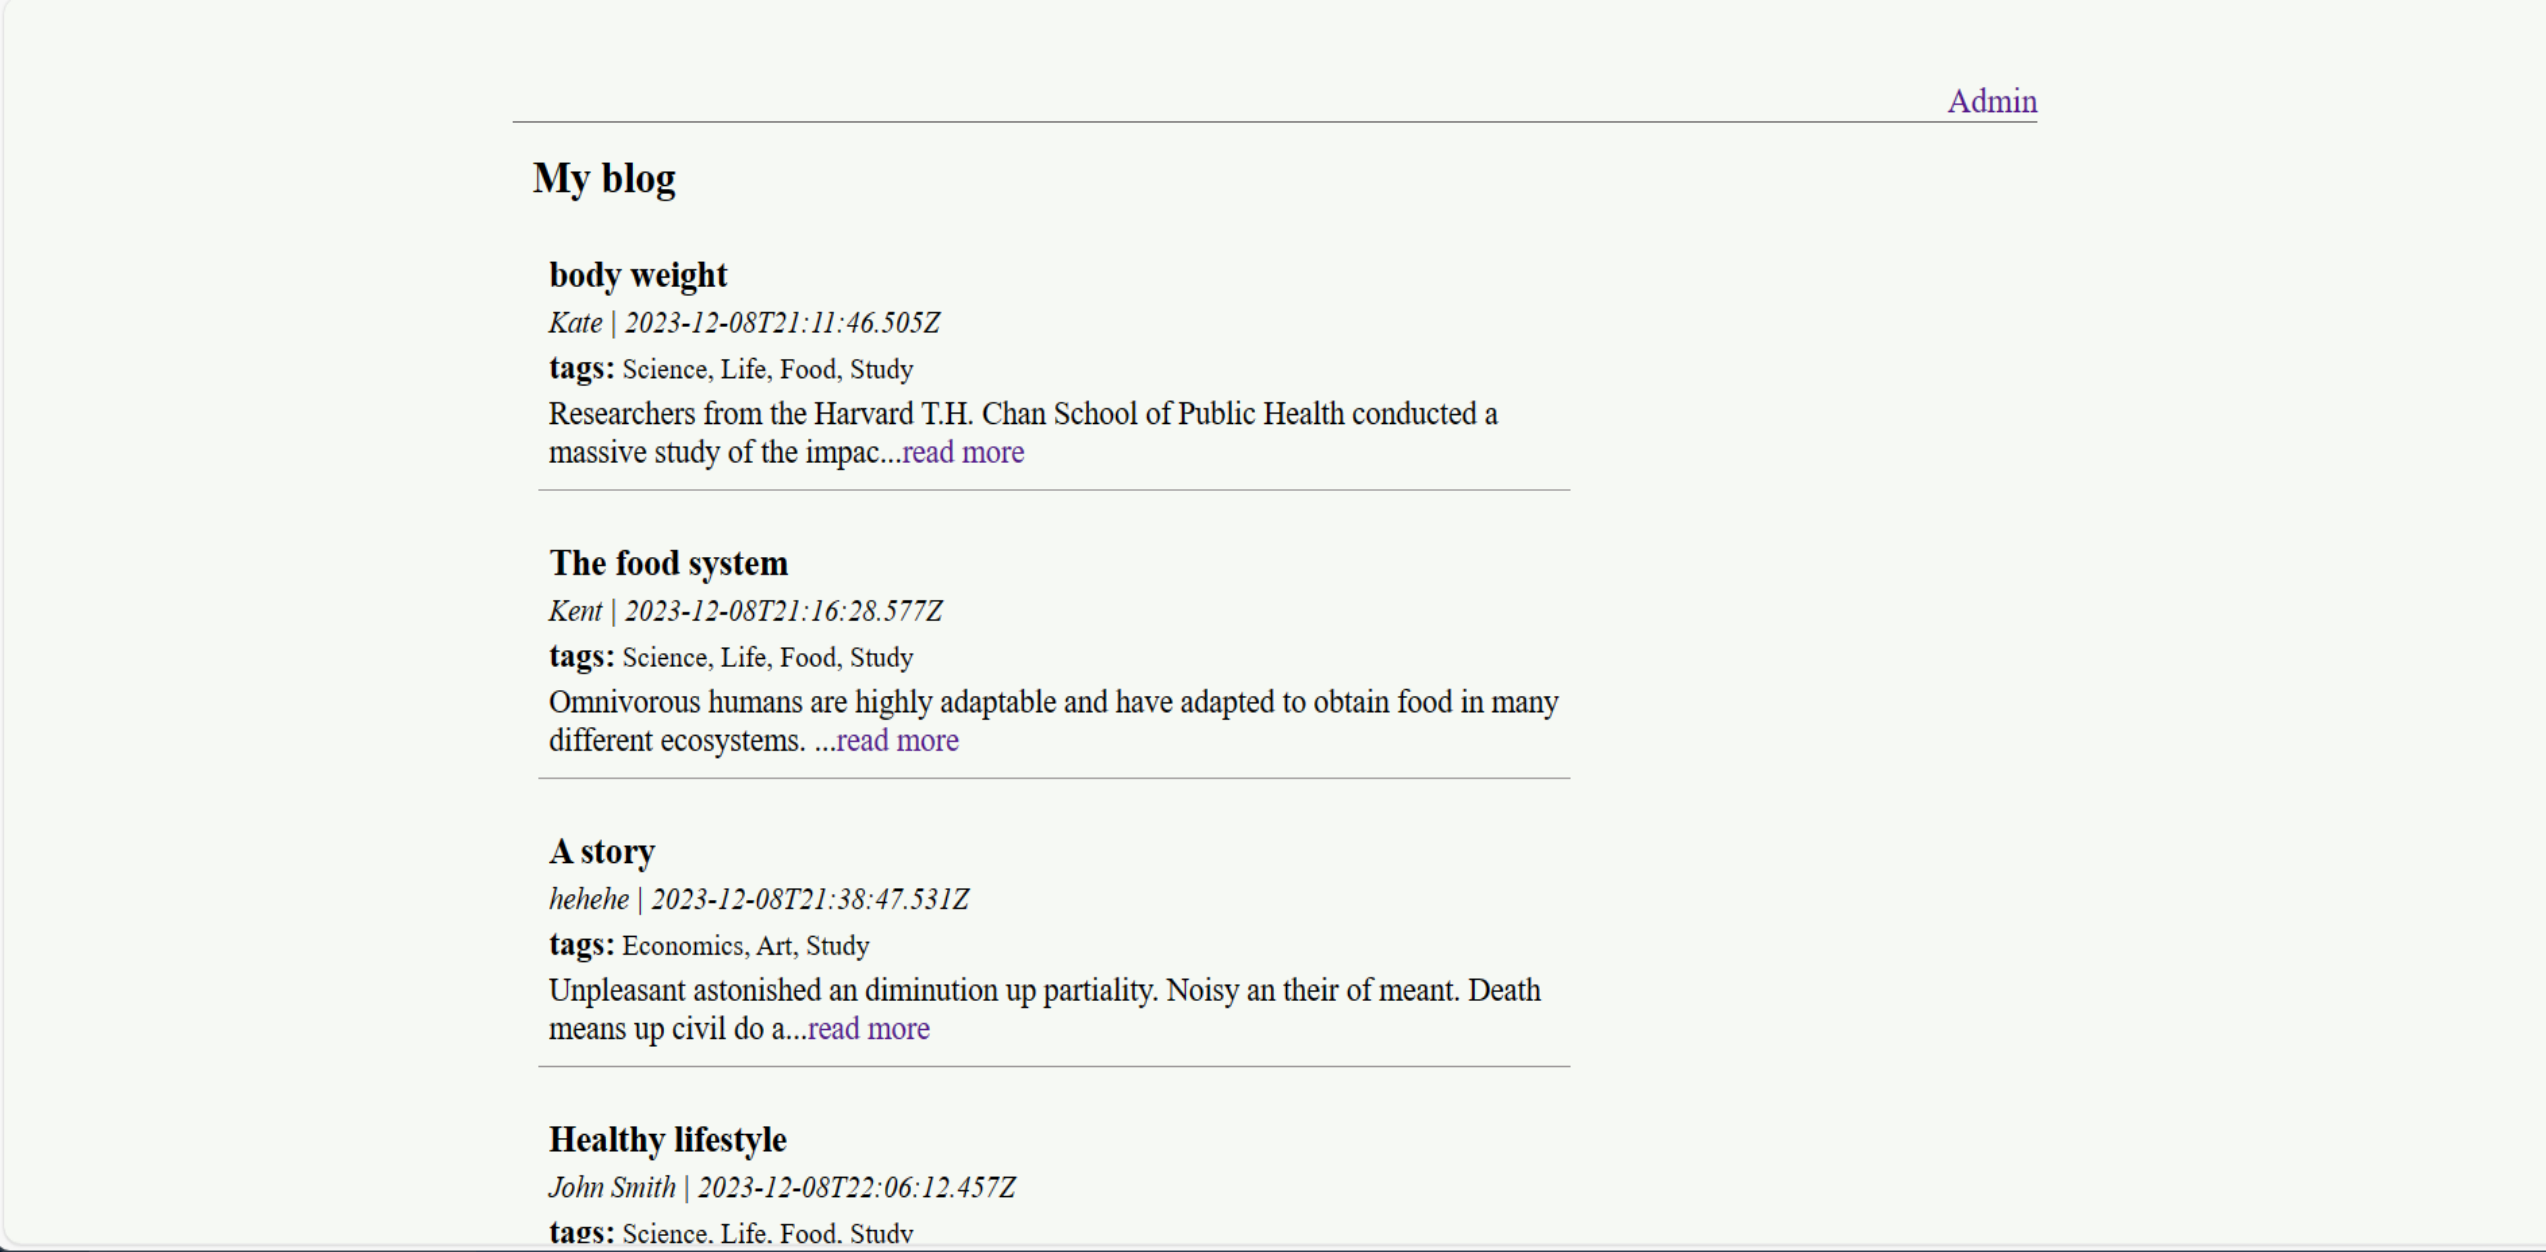 Admin
My blog
body weight
Kate | 2023-12-08T21:11:46.505Z
tags: Science, Life, Food, Study
Researchers from the Harvard T.H. Chan School of Public Health conducted a
massive study of the impac...read more
The food system
Kent | 2023-12-08T21:16:28.577Z
tags: Science, Life, Food, Study
Omnivorous humans are highly adaptable and have adapted to obtain food in many
different ecosystems. ...read more
A story
hehehe | 2023-12-08T21:38:47.531Z
tags: Economics, Art, Study
Unpleasant astonished an diminution up partiality. Noisy an their of meant. Death
means up civil do a...read more
Healthy lifestyle
John Smith | 2023-12-08T22:06:12.457Z
tags: Science, Life, Food, Study